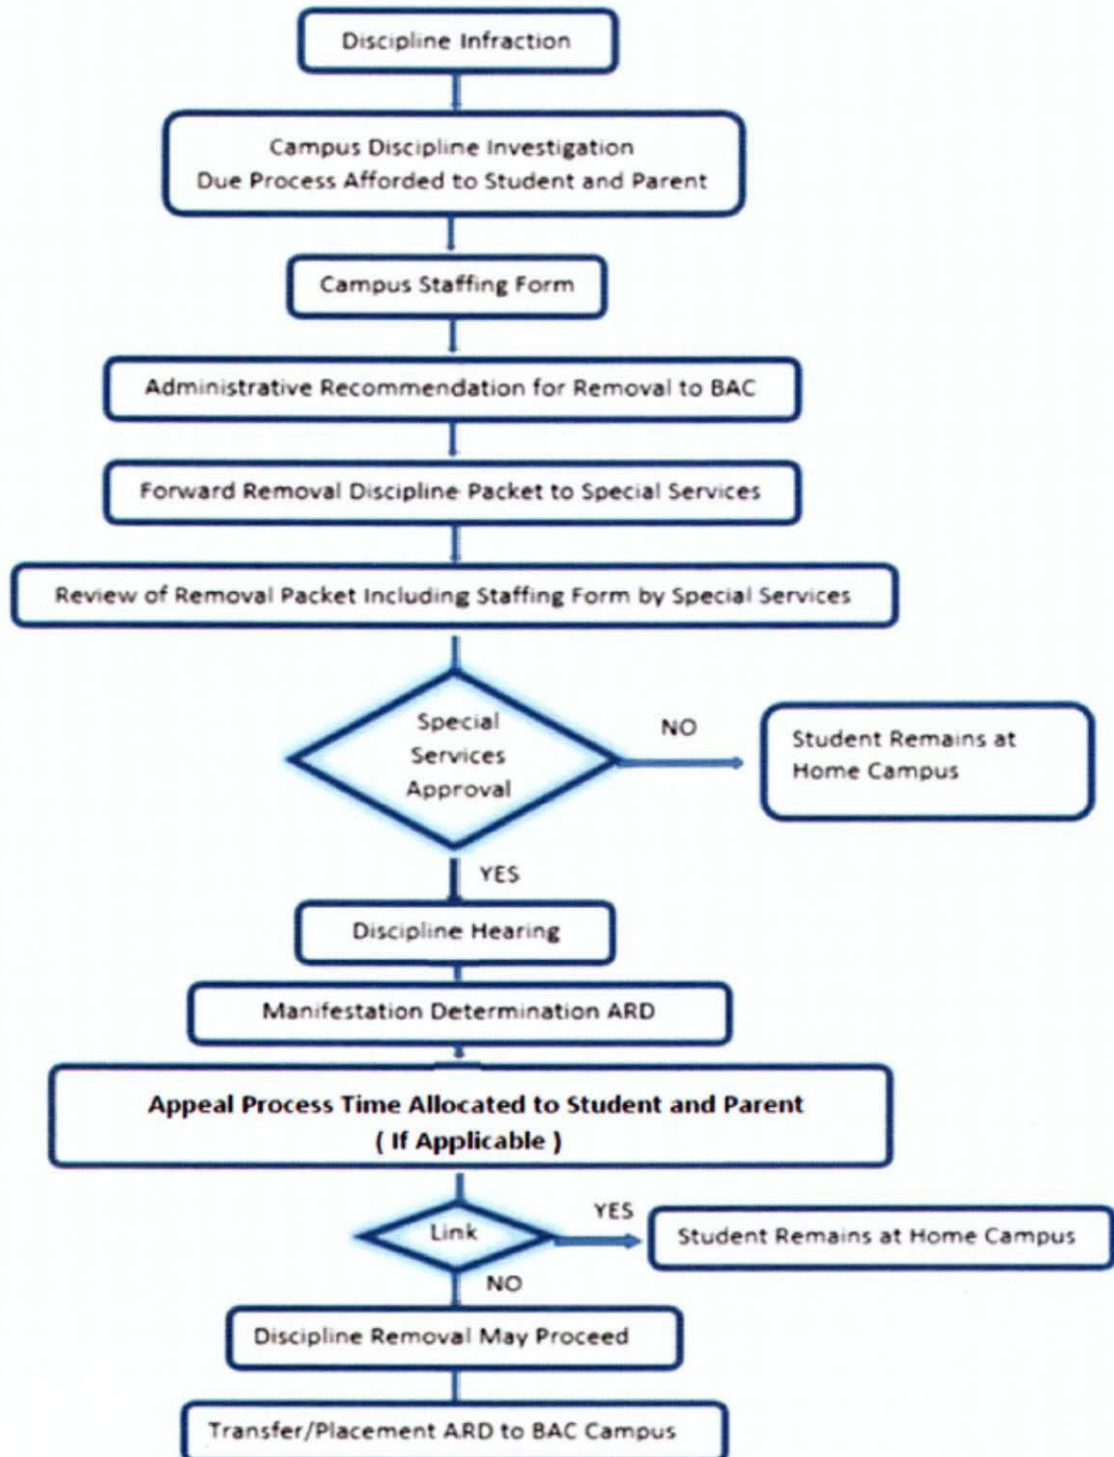 Discipline Infraction
Campus Discipline Investigation
Due Process Afforded to Student and Parent
Campus Staffing Form
Administrative Recommendation for Removal to BAC
Forward Removal Discipline Packet to Special Services
Review of Removal Packet Including Staffing Form by Special Services
Special
Services
Approval
NO
Student Remains at
Home Campus
YES
Discipline Hearing
Manifestation Determination ARD
Appeal Process Time Allocated to Student and Parent
( If Applicable )
Link
YES
Student Remains at Home Campus
NO
Discipline Removal May Proceed
Transfer/Placement ARD to BAC Campus